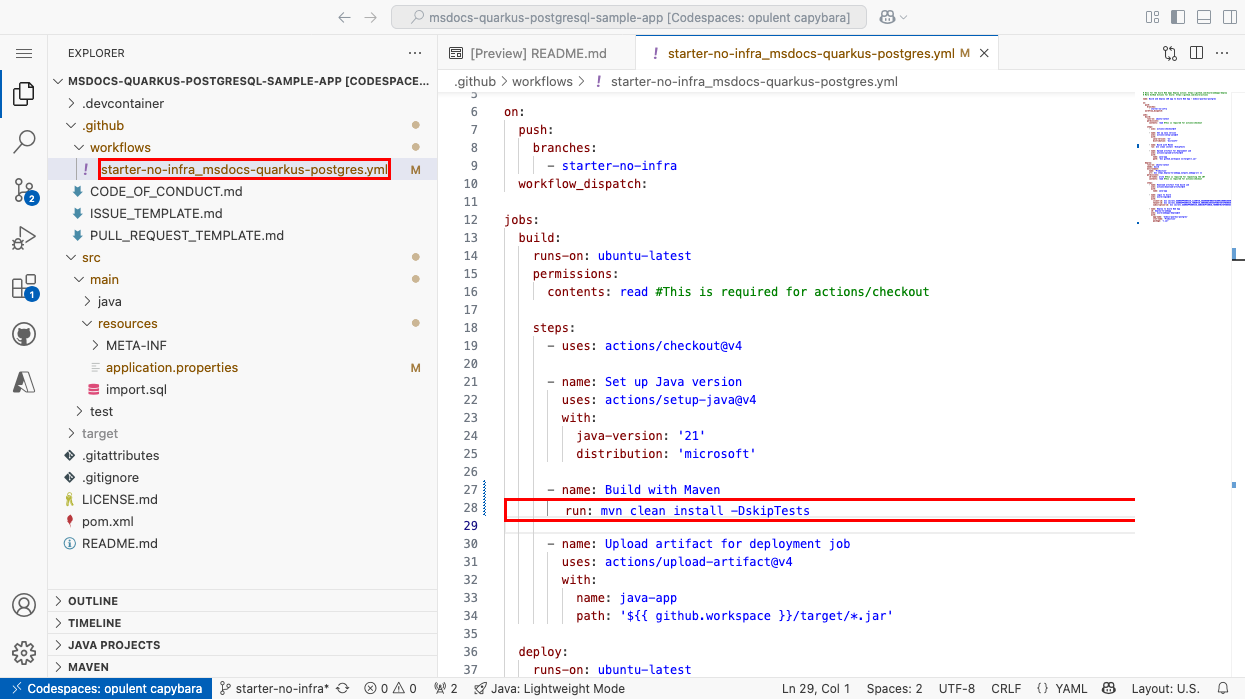 msdocs-quarkus-postgresql-sample-app [Codespaces: opulent capybara]
EXPLORER
MSDOCS-QUARKUS-POSTGRESQL-SAMPLE-APP [CODESPACE...
.devcontainer
.github
workflows
! starter-no-infra_msdocs-quarkus-postgres.yml M
CODE_OF_CONDUCT.md
ISSUE_TEMPLATE.md
PULL_REQUEST_TEMPLATE.md
src
main
java
resources
META-INF
application.properties M
import.sql
test
target
.gitattributes
.gitignore
LICENSE.md
pom.xml
README.md
OUTLINE
TIMELINE
JAVA PROJECTS
MAVEN
2
1
[Preview] README.md
! starter-no-infra_msdocs-quarkus-postgres.yml M
.github > workflows > ! starter-no-infra_msdocs-quarkus-postgres.yml
5
6 on:
7 push:
8 branches:
9 - starter-no-infra
10 workflow_dispatch:
11
12 jobs:
13 build:
14 runs-on: ubuntu-latest
15 permissions:
16 contents: read #This is required for actions/checkout
17
18 steps:
19 - uses: actions/checkout@v4
20
21 - name: Set up Java version
22 uses: actions/setup-java@v4
23 with:
24 java-version: '21'
25 distribution: 'microsoft'
26
27 - name: Build with Maven
28 run: mvn clean install -DskipTests
29
30 - name: Upload artifact for deployment job
31 uses: actions/upload-artifact@v4
32 with:
33 name: java-app
34 path: '${{ github.workspace }}/target/*.jar'
35
36 deploy:
37 runs-on: ubuntu-latest
Codespaces: opulent capybara starter-no-infra* 0 0 2 Java: Lightweight Mode Ln 29, Col 1 Spaces: 2 UTF-8 CRLF {} YAML Layout: U.S.